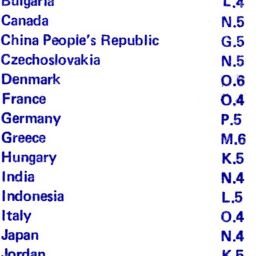 Bulgaria L.4
Canada N.5
China People's Republic G.5
Czechoslovakia N.5
Denmark O.6
France O.4
Germany P.5
Greece M.6
Hungary K.5
India N.4
Indonesia L.5
Italy O.4
Japan N.4
Jordan K.5